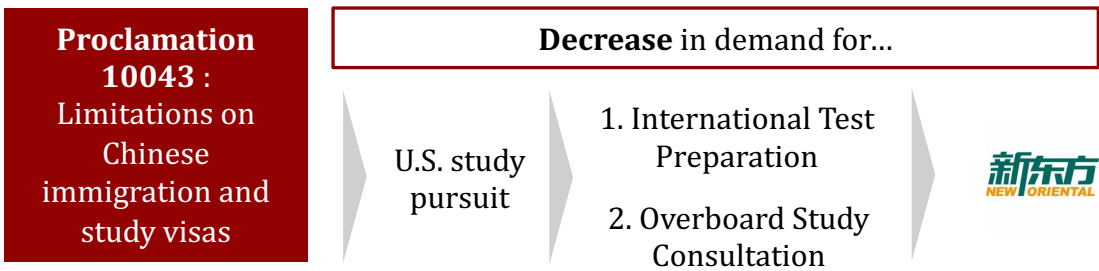 Proclamation
10043 :
Limitations on
Chinese
immigration and
study visas
Decrease in demand for...
U.S. study
pursuit
1. International Test
Preparation
2. Overboard Study
Consultation
新东方
NEW ORIENTAL